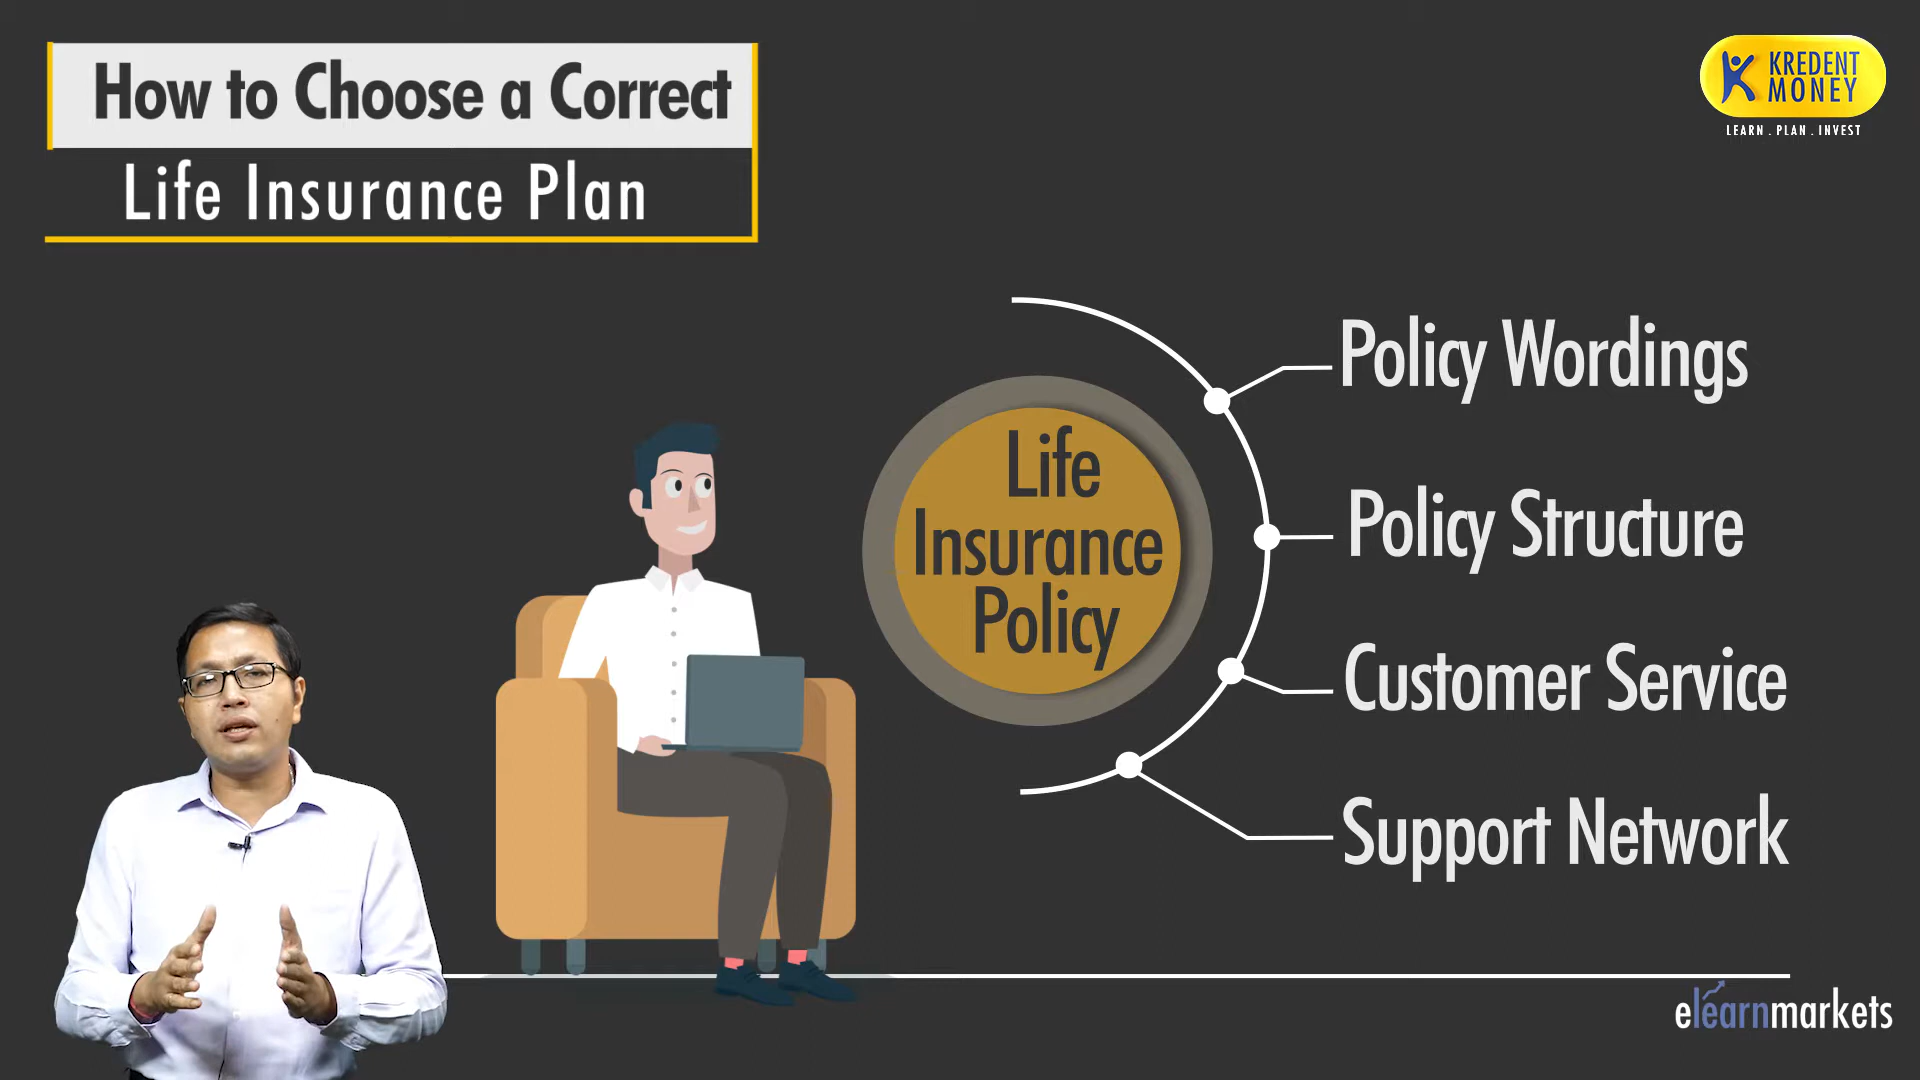 How to Choose a Correct
Life Insurance Plan
KREDENT
MONEY
LEARN . PLAN . INVEST
Life
Insurance
Policy
Policy Wordings
Policy Structure
Customer Service
Support Network
elearnmarkets